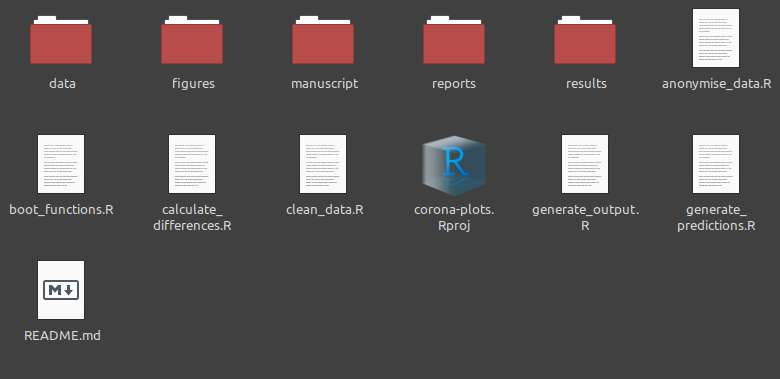 data
figures
manuscript
reports
results
anonymise_data.R
boot_functions.R
calculate_
differences.R
clean_data.R
R
corona-plots.
Rproj
generate_output.
R
generate_
predictions.R
M
README.md